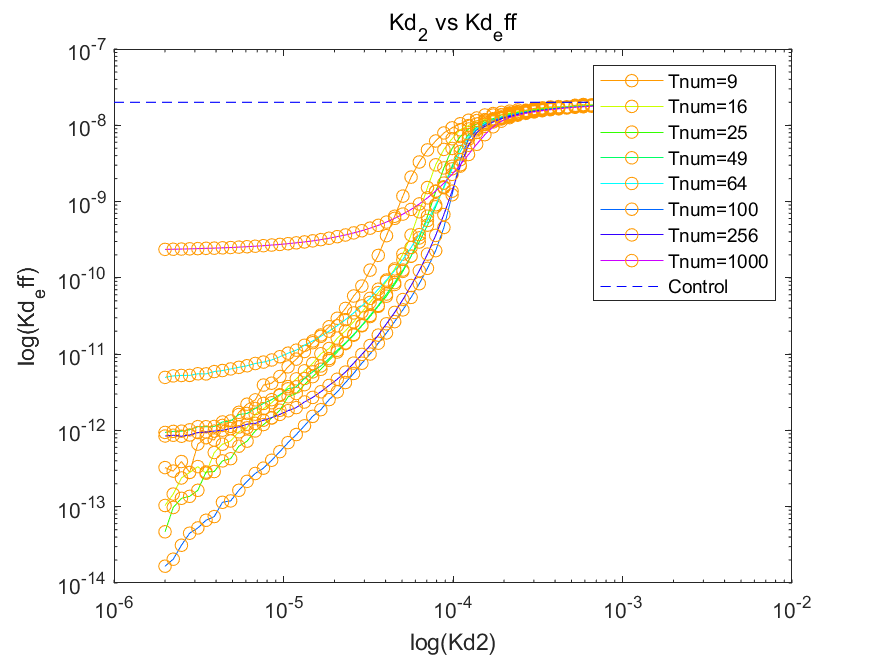 Kd2 vs Kdeff
10-7
10-8
10-9
10-10
10-11
10-12
10-13
10-14
log(Kdeff)
Tnum=9
Tnum=16
Tnum=25
Tnum=49
Tnum=64
Tnum=100
Tnum=256
Tnum=1000
Control
10-6
10-5
10-4
10-3
10-2
log(Kd2)